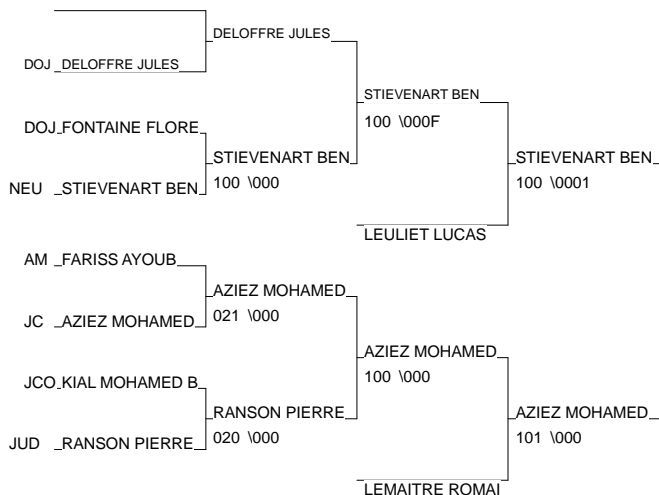 DELOFFRE JULES
DOJ DELOFFRE JULES
STIEVENART BEN
100 \000F
DOJ FONTAINE FLORE
STIEVENART BEN
100 \000
STIEVENART BEN
100 \0001
NEU STIEVENART BEN
LEULIET LUCAS
AM FARISS AYOUB
AZIEZ MOHAMED
021 \000
JC AZIEZ MOHAMED
AZIEZ MOHAMED
100 \000
JCO KIAL MOHAMED B
RANSON PIERRE
020 \000
AZIEZ MOHAMED
101 \000
JUD RANSON PIERRE
LEMAITRE ROMAI